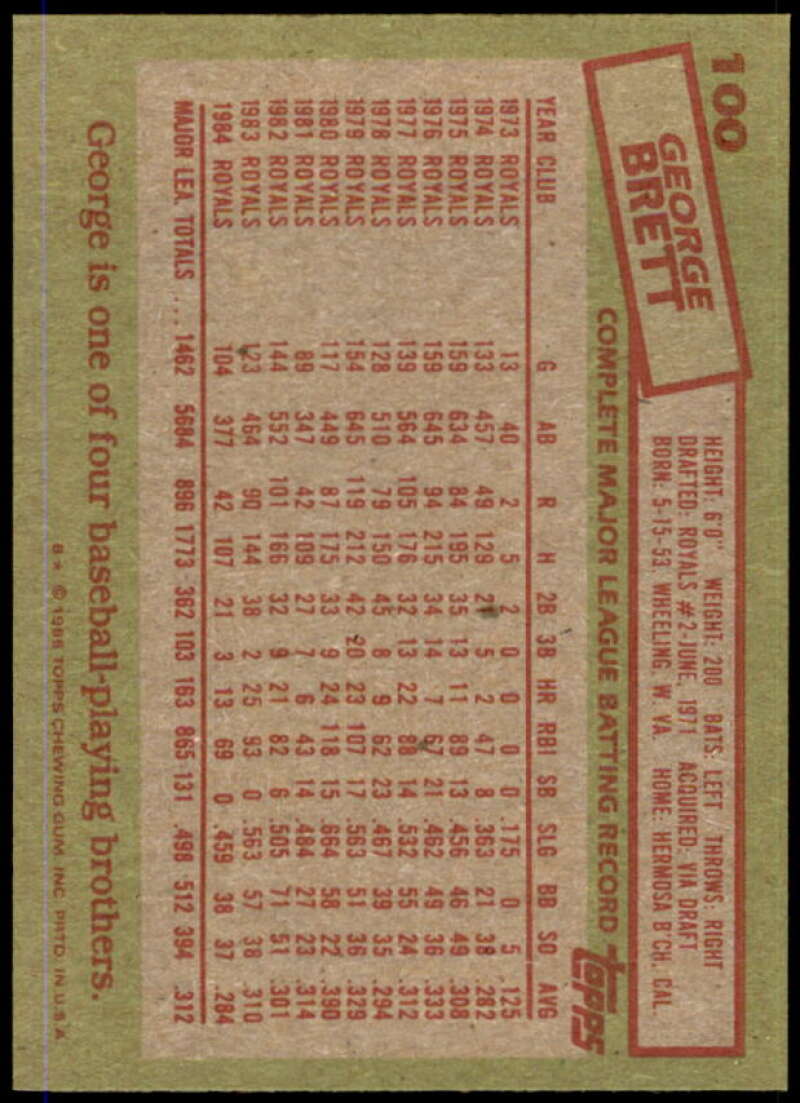 100
GEORGE
BRETT
HEIGHT: 6'0" WEIGHT: 200 BATS: LEFT THROWS: RIGHT
DRAFTED: ROYALS #2-JUNE, 1971 ACQUIRED: VIA DRAFT
BORN: 5-15-53, WHEELING, W. VA. HOME: HERMOSA B'CH, CAL.
COMPLETE MAJOR LEAGUE BATTING RECORD topps
YEAR CLUB G AB R H 2B 3B HR RBI SB SLG BB SO AVG
1973 ROYALS 13 40 2 5 2 0 0 0 0 .175 0 5 .125
1974 ROYALS 133 457 49 129 21 5 2 47 8 .363 21 38 .282
1975 ROYALS 159 634 84 195 35 13 11 89 13 .456 46 49 .308
1976 ROYALS 159 645 94 215 34 14 7 67 21 .462 49 36 .333
1977 ROYALS 139 564 105 176 32 13 22 88 14 .532 55 24 .312
1978 ROYALS 128 510 79 150 45 8 9 62 23 .467 39 35 .294
1979 ROYALS 154 645 119 212 42 20 23 107 17 .563 51 36 .329
1980 ROYALS 117 449 87 175 33 9 24 118 15 .664 58 22 .390
1981 ROYALS 89 347 42 109 27 7 6 43 14 .484 27 23 .314
1982 ROYALS 144 552 101 166 32 9 21 82 6 .505 71 51 .301
1983 ROYALS 123 464 90 144 38 2 25 93 0 .563 57 38 .310
1984 ROYALS 104 377 42 107 21 3 13 69 0 .459 38 37 .284
MAJOR LEA. TOTALS .... 1462 5684 896 1773 362 103 163 865 131 .498 512 394 .312
George is one of four baseball-playing brothers.
B* © 1985 TOPPS CHEWING GUM, INC. PRTD. IN U.S.A.